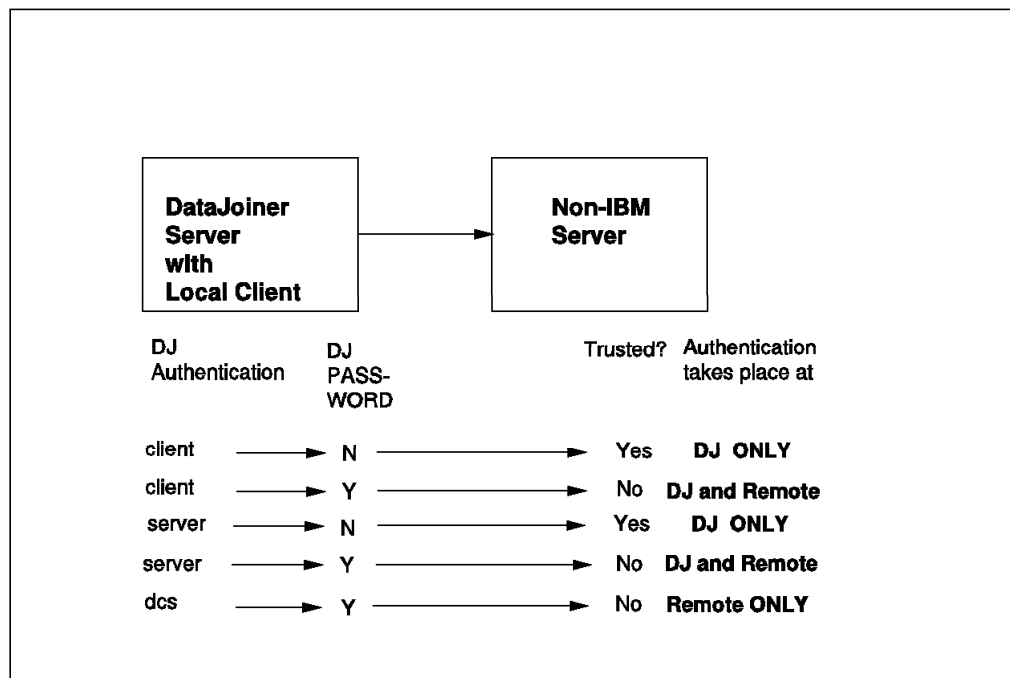 DataJoiner
Server
with
Local Client
Non-IBM
Server
DJ
Authentication
DJ
PASS-
WORD
Trusted?
Authentication
takes place at
client N Yes DJ ONLY
client Y No DJ and Remote
server N Yes DJ ONLY
server Y No DJ and Remote
dcs Y No Remote ONLY